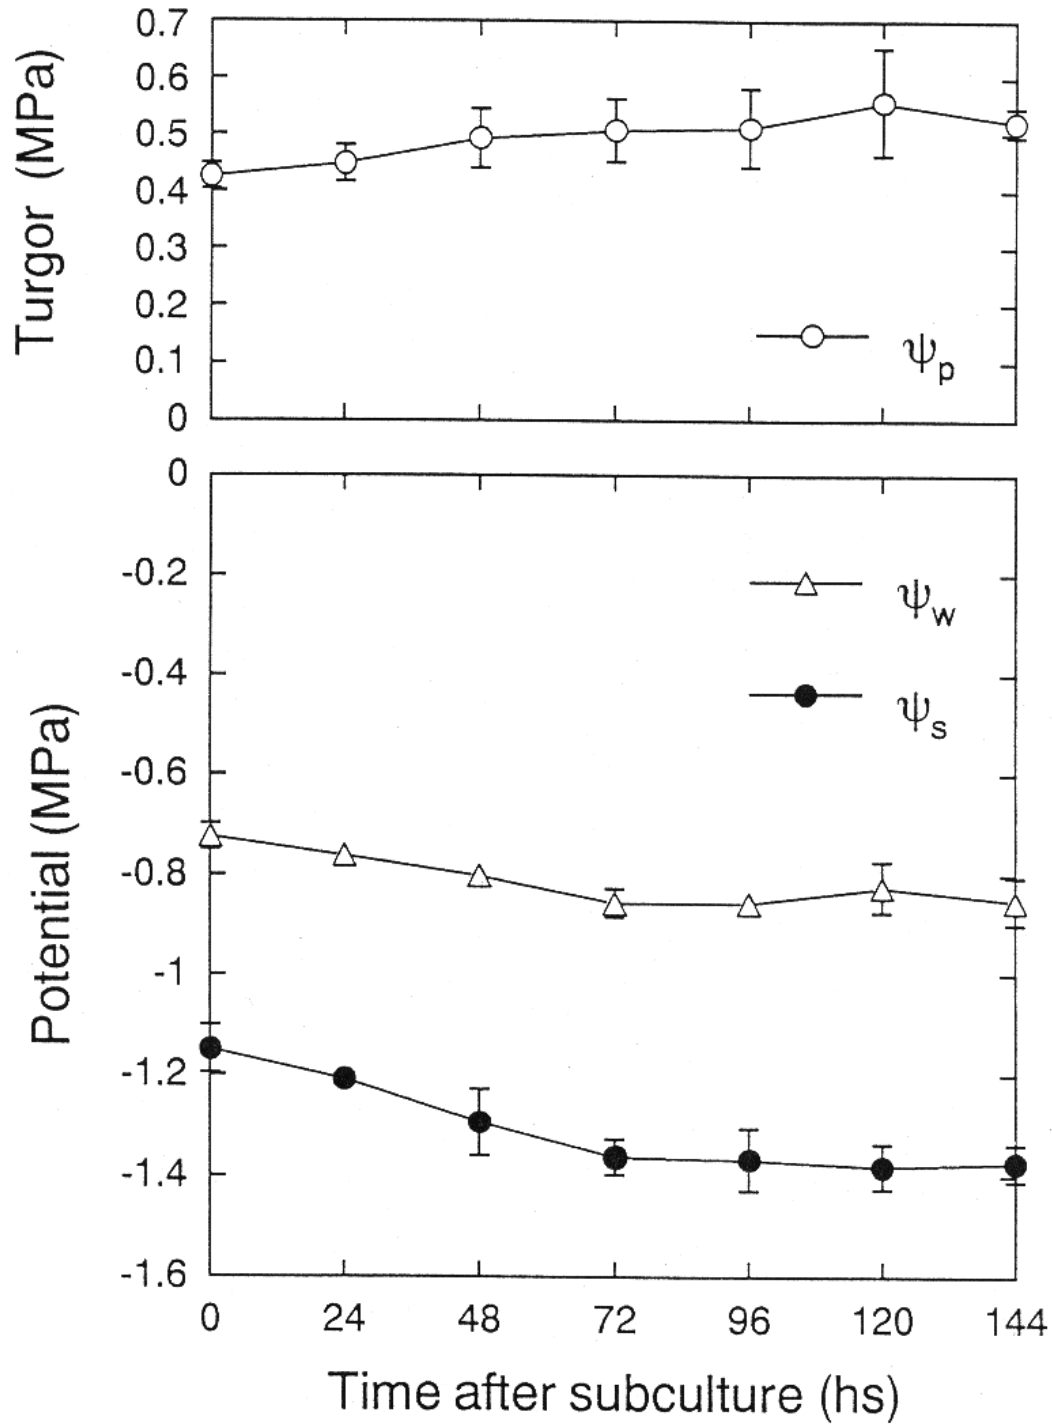 Turgor (MPa)
0.7
0.6
0.5
0.4
0.3
0.2
0.1
0
ψp
Potential (MPa)
0
-0.2
-0.4
-0.6
-0.8
-1
-1.2
-1.4
-1.6
ψw
ψs
0 24 48 72 96 120 144
Time after subculture (hs)